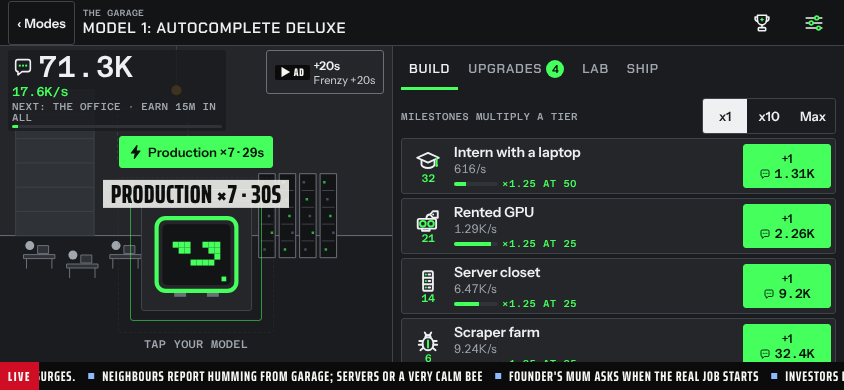 ‹ Modes
THE GARAGE
MODEL 1: AUTOCOMPLETE DELUXE
71.3K
17.6K/s
NEXT: THE OFFICE · EARN 15M IN
ALL
AD
+20s
Frenzy +20s
Production ×7 · 29s
PRODUCTION ×7 · 30S
TAP YOUR MODEL
BUILD
UPGRADES 4
LAB
SHIP
MILESTONES MULTIPLY A TIER
x1
x10
Max
Intern with a laptop
616/s
32
×1.25 AT 50
+1
1.31K
Rented GPU
1.29K/s
21
×1.25 AT 25
+1
2.26K
Server closet
6.47K/s
14
×1.25 AT 25
+1
9.2K
Scraper farm
9.24K/s
6
×1.25 AT 25
+1
32.4K
LIVE
SURGES. ■ NEIGHBOURS REPORT HUMMING FROM GARAGE; SERVERS OR A VERY CALM BEE ■ FOUNDER'S MUM ASKS WHEN THE REAL JOB STARTS ■ INVESTORS